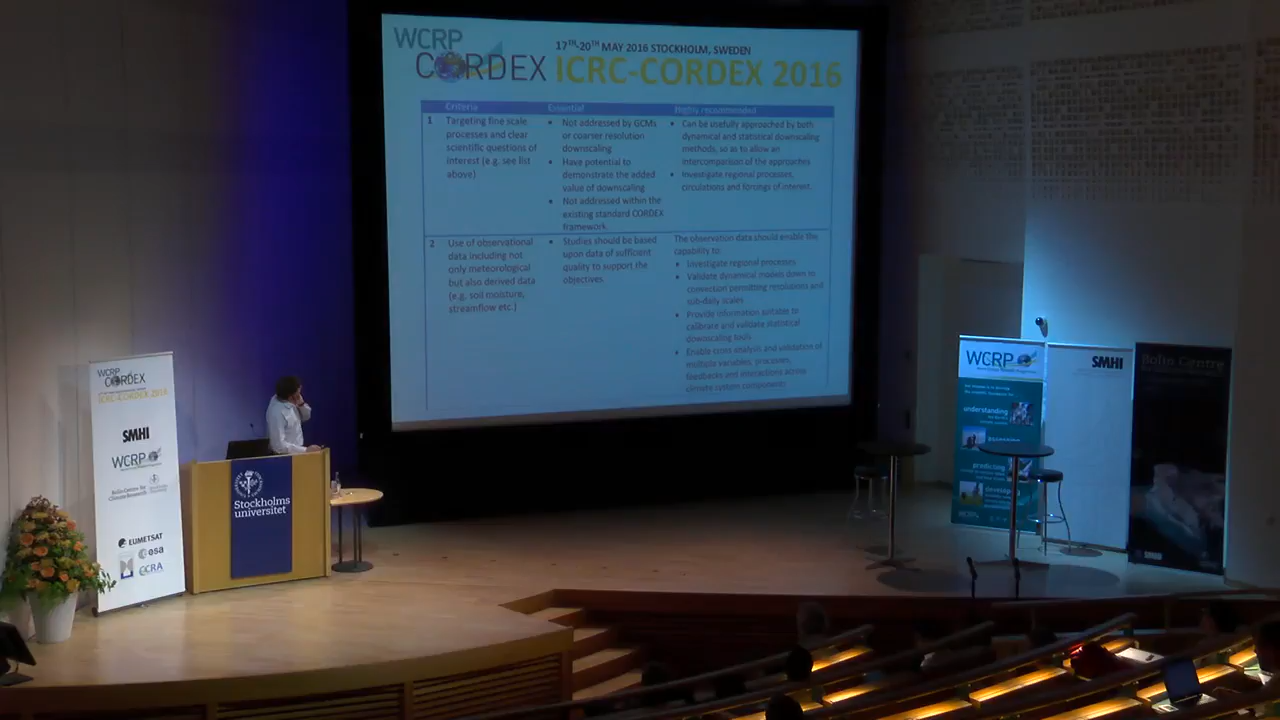 WCRP
CORDEX
17TH-20TH MAY 2016 STOCKHOLM, SWEDEN
ICRC-CORDEX 2016
Criteria
Essential
Highly recommended
1
Targeting fine scale
processes and clear
scientific questions of
interest (e.g. see list
above)
• Not addressed by GCMs
or coarser resolution
downscaling
• Have potential to
demonstrate the added
value of downscaling
• Not addressed within the
existing standard CORDEX
framework.
• Can be usefully approached by both
dynamical and statistical downscaling
methods, so as to allow an
intercomparison of the approaches
• Investigate regional processes,
circulations and forcings of interest.
2
Use of observational
data including not
only meteorological
but also derived data
(e.g. soil moisture,
streamflow etc.)
• Studies should be based
upon data of sufficient
quality to support the
objectives.
The observation data should enable the
capability to:
• Investigate regional processes
• Validate dynamical models down to
convection permitting resolutions and
sub-daily scales
• Provide information suitable to
calibrate and validate statistical
downscaling tools
• Enable cross analysis and validation of
multiple variables, processes,
feedbacks and interactions across
climate system components
WCRP
CORDEX
ICRC-CORDEX 2016
SMHI
WCRP
Bolin Centre for
Climate Research
EUMETSAT
esa
CCRA
Stockholms
universitet
WCRP
understanding
predicting
SMHI
Bolin Centre